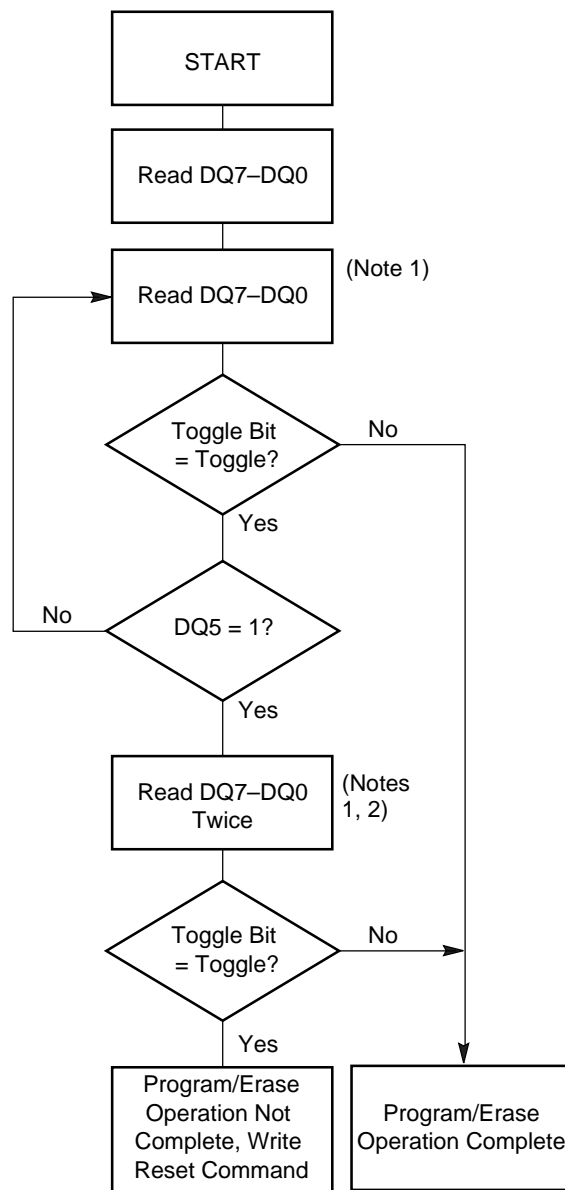 START
Read DQ7–DQ0
Read DQ7–DQ0
(Note 1)
Toggle Bit
= Toggle?
No
Yes
DQ5 = 1?
No
Yes
Read DQ7–DQ0
Twice
(Notes
1, 2)
Toggle Bit
= Toggle?
No
Yes
Program/Erase
Operation Not
Complete, Write
Reset Command
Program/Erase
Operation Complete